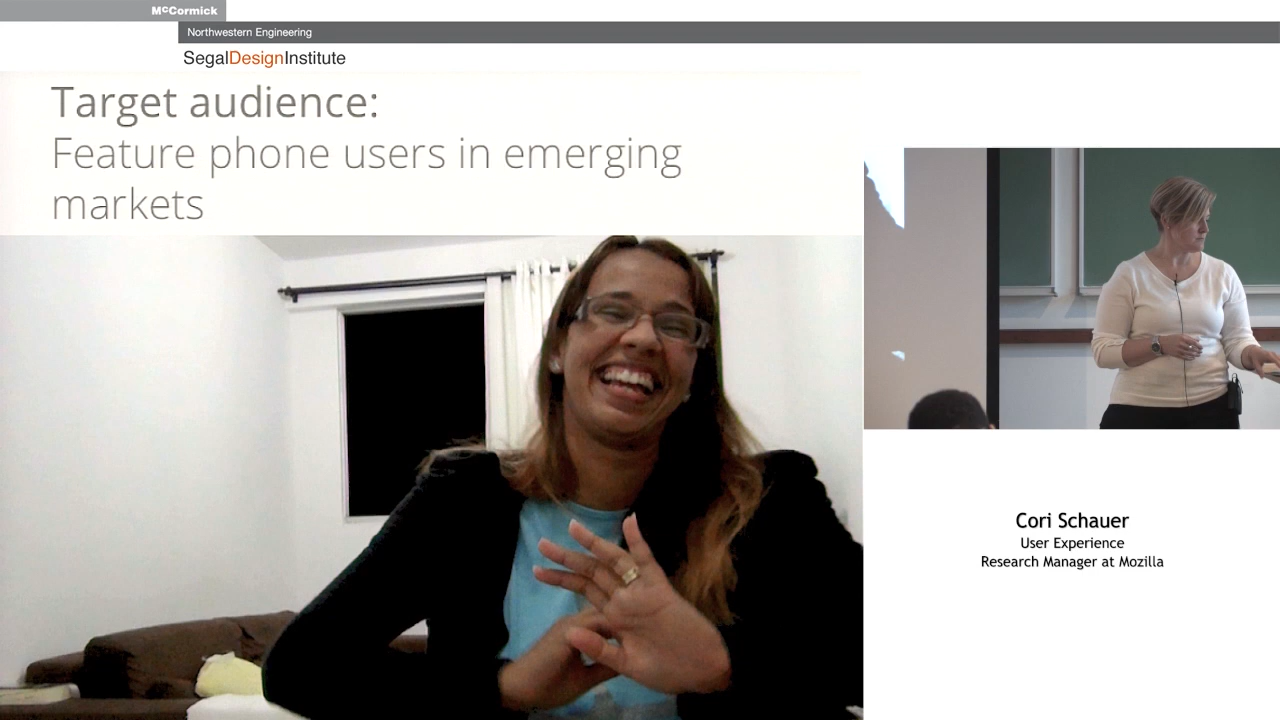 McCormick
Northwestern Engineering
SegalDesignInstitute
Target audience:
Feature phone users in emerging
markets
Cori Schauer
User Experience
Research Manager at Mozilla